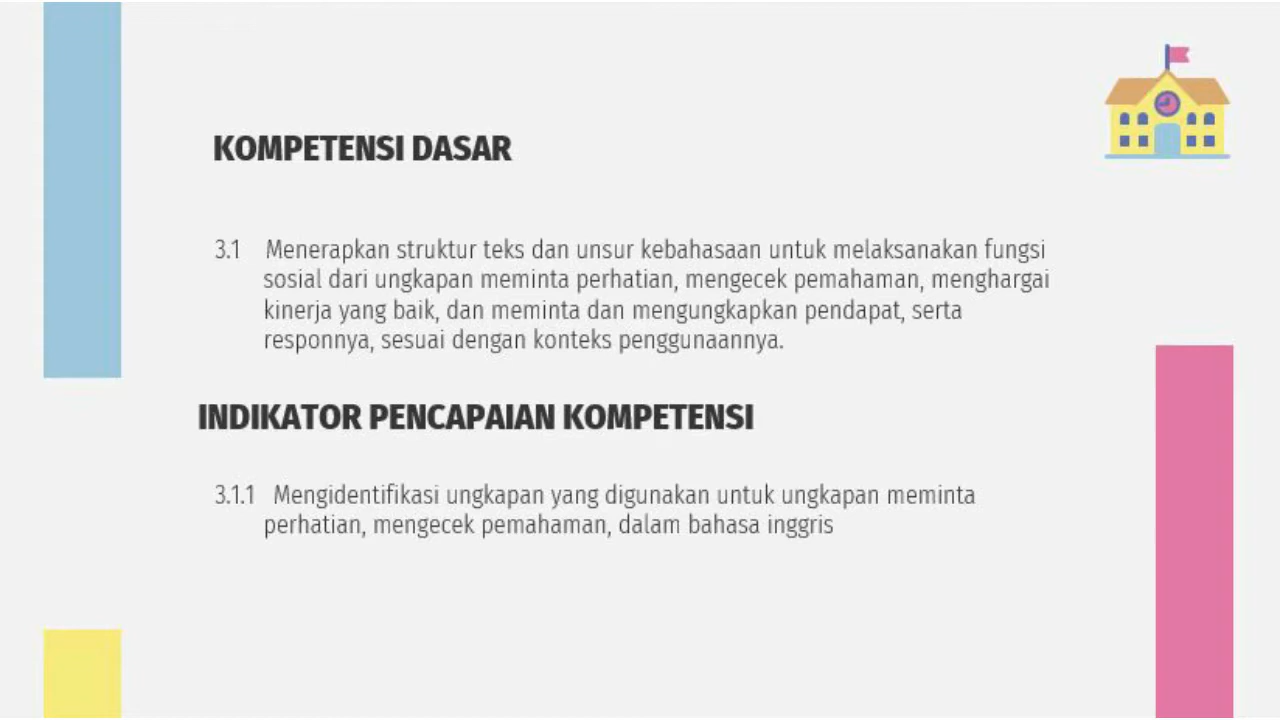 KOMPETENSI DASAR
3.1 Menerapkan struktur teks dan unsur kebahasaan untuk melaksanakan fungsi
sosial dari ungkapan meminta perhatian, mengecek pemahaman, menghargai
kinerja yang baik, dan meminta dan mengungkapkan pendapat, serta
responnya, sesuai dengan konteks penggunaannya.
INDIKATOR PENCAPAIAN KOMPETENSI
3.1.1 Mengidentifikasi ungkapan yang digunakan untuk ungkapan meminta
perhatian, mengecek pemahaman, dalam bahasa inggris